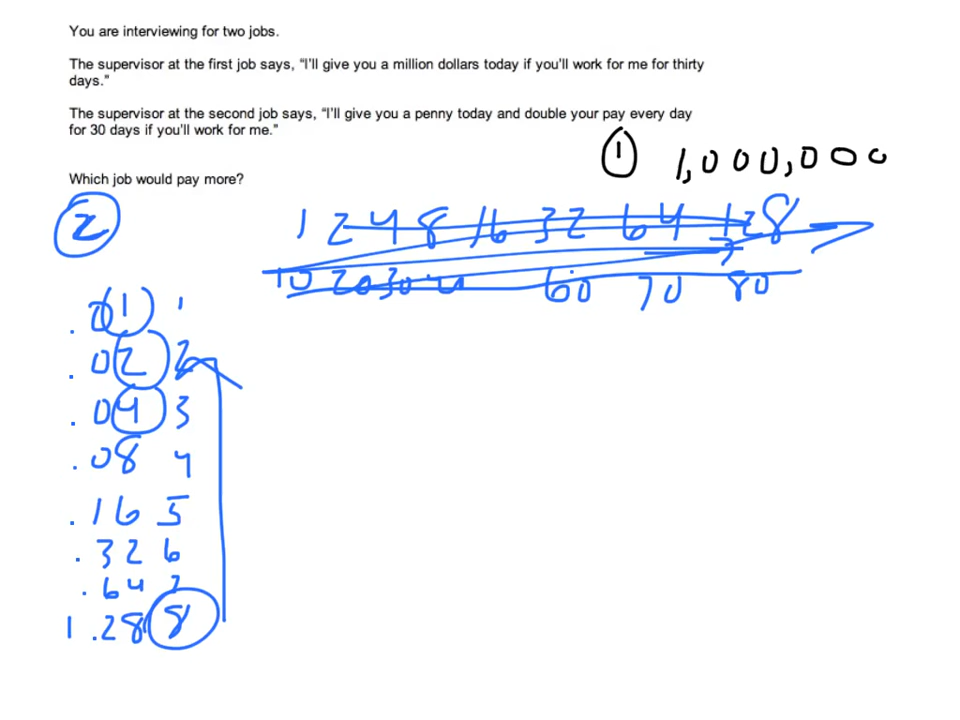 You are interviewing for two jobs.
The supervisor at the first job says, "I'll give you a million dollars today if you'll work for me for thirty
days."
The supervisor at the second job says, "I'll give you a penny today and double your pay every day
for 30 days if you'll work for me."
1 1,000,000
Which job would pay more?
2 1 2 4 8 16 32 64 128
10 20 30 60 70 80
.01 1
.02 2
.04 3
.08 4
.16 5
.32 6
.64 7
1.28 8